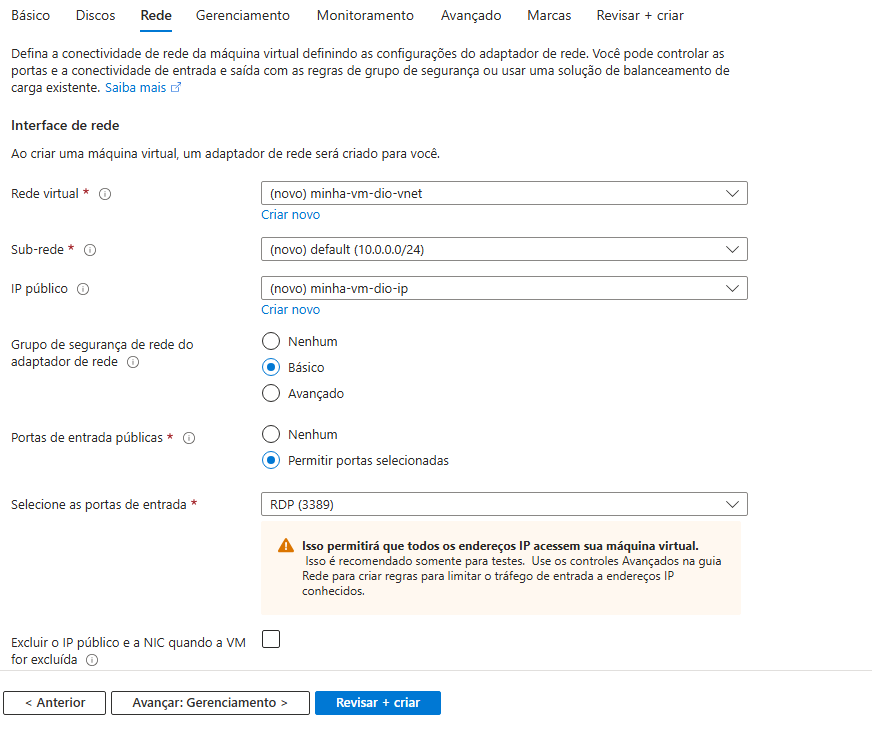 Básico Discos Rede Gerenciamento Monitoramento Avançado Marcas Revisar + criar
Defina a conectividade de rede da máquina virtual definindo as configurações do adaptador de rede. Você pode controlar as
portas e a conectividade de entrada e saída com as regras de grupo de segurança ou usar uma solução de balanceamento de
carga existente. Saiba mais
Interface de rede
Ao criar uma máquina virtual, um adaptador de rede será criado para você.
Rede virtual *
(novo) minha-vm-dio-vnet
Criar novo
Sub-rede *
(novo) default (10.0.0.0/24)
IP público
(novo) minha-vm-dio-ip
Criar novo
Grupo de segurança de rede do
adaptador de rede
Nenhum
Básico
Avançado
Portas de entrada públicas *
Nenhum
Permitir portas selecionadas
Selecione as portas de entrada *
RDP (3389)
Isso permitirá que todos os endereços IP acessem sua máquina virtual.
Isso é recomendado somente para testes. Use os controles Avançados na guia
Rede para criar regras para limitar o tráfego de entrada a endereços IP
conhecidos.
Excluir o IP público e a NIC quando a VM
for excluída
< Anterior
Avançar: Gerenciamento >
Revisar + criar